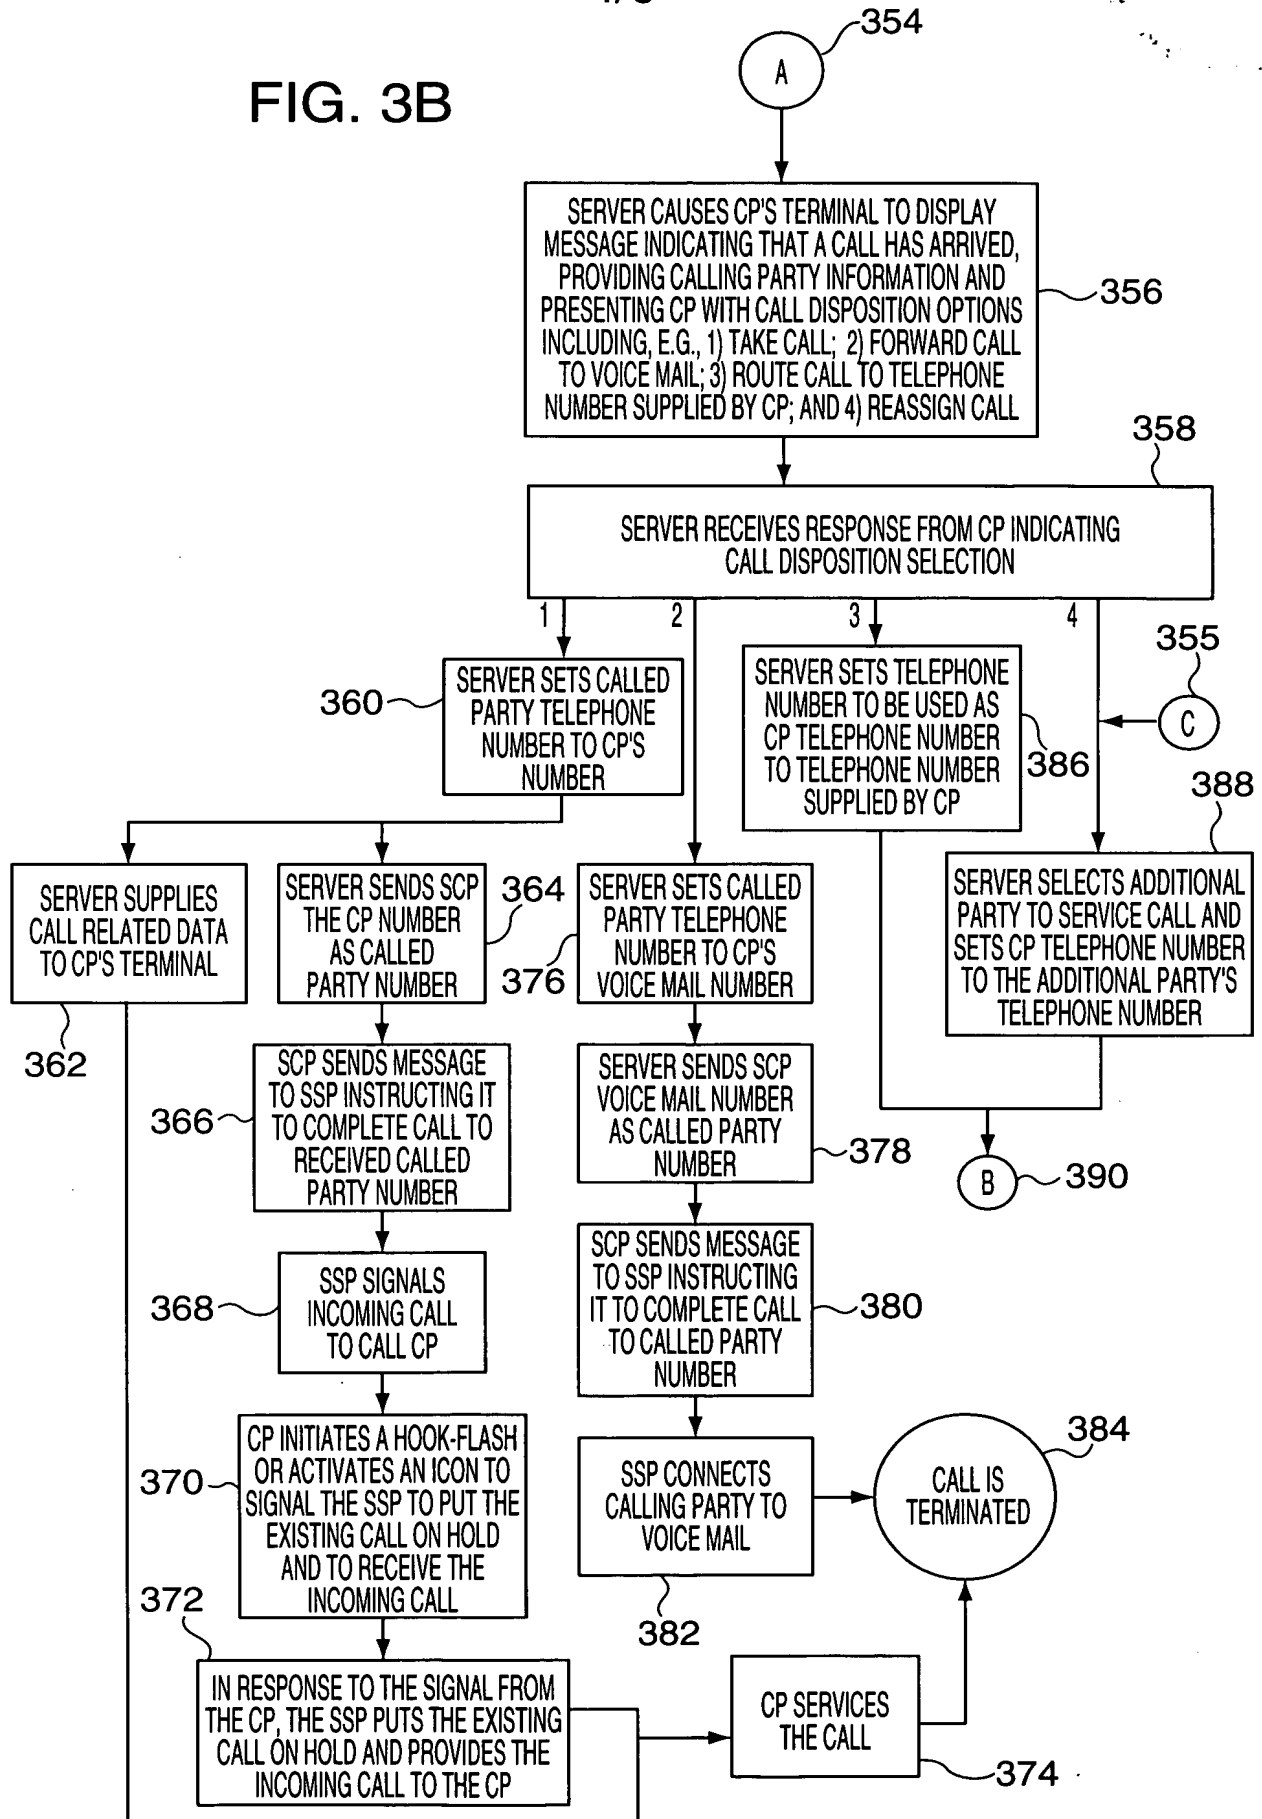 354
A
FIG. 3B
SERVER CAUSES CP'S TERMINAL TO DISPLAY
MESSAGE INDICATING THAT A CALL HAS ARRIVED,
PROVIDING CALLING PARTY INFORMATION AND
PRESENTING CP WITH CALL DISPOSITION OPTIONS
INCLUDING, E.G., 1) TAKE CALL; 2) FORWARD CALL
TO VOICE MAIL; 3) ROUTE CALL TO TELEPHONE
NUMBER SUPPLIED BY CP; AND 4) REASSIGN CALL
356
358
SERVER RECEIVES RESPONSE FROM CP INDICATING
CALL DISPOSITION SELECTION
1
2
3
4
355
C
360
SERVER SETS CALLED
PARTY TELEPHONE
NUMBER TO CP'S
NUMBER
SERVER SETS TELEPHONE
NUMBER TO BE USED AS
CP TELEPHONE NUMBER
TO TELEPHONE NUMBER
SUPPLIED BY CP
386
388
SERVER SUPPLIES
CALL RELATED DATA
TO CP'S TERMINAL
362
SERVER SENDS SCP
THE CP NUMBER
AS CALLED
PARTY NUMBER
364
376
SERVER SETS CALLED
PARTY TELEPHONE
NUMBER TO CP'S
VOICE MAIL NUMBER
SERVER SELECTS ADDITIONAL
PARTY TO SERVICE CALL AND
SETS CP TELEPHONE NUMBER
TO THE ADDITIONAL PARTY'S
TELEPHONE NUMBER
366
SCP SENDS MESSAGE
TO SSP INSTRUCTING IT
TO COMPLETE CALL TO
RECEIVED CALLED
PARTY NUMBER
SERVER SENDS SCP
VOICE MAIL NUMBER
AS CALLED PARTY
NUMBER
378
B
390
368
SSP SIGNALS
INCOMING CALL
TO CALL CP
SCP SENDS MESSAGE
TO SSP INSTRUCTING
IT TO COMPLETE CALL
TO CALLED PARTY
NUMBER
380
370
CP INITIATES A HOOK-FLASH
OR ACTIVATES AN ICON TO
SIGNAL THE SSP TO PUT THE
EXISTING CALL ON HOLD
AND TO RECEIVE THE
INCOMING CALL
SSP CONNECTS
CALLING PARTY TO
VOICE MAIL
382
CALL IS
TERMINATED
384
372
IN RESPONSE TO THE SIGNAL FROM
THE CP, THE SSP PUTS THE EXISTING
CALL ON HOLD AND PROVIDES THE
INCOMING CALL TO THE CP
CP SERVICES
THE CALL
374